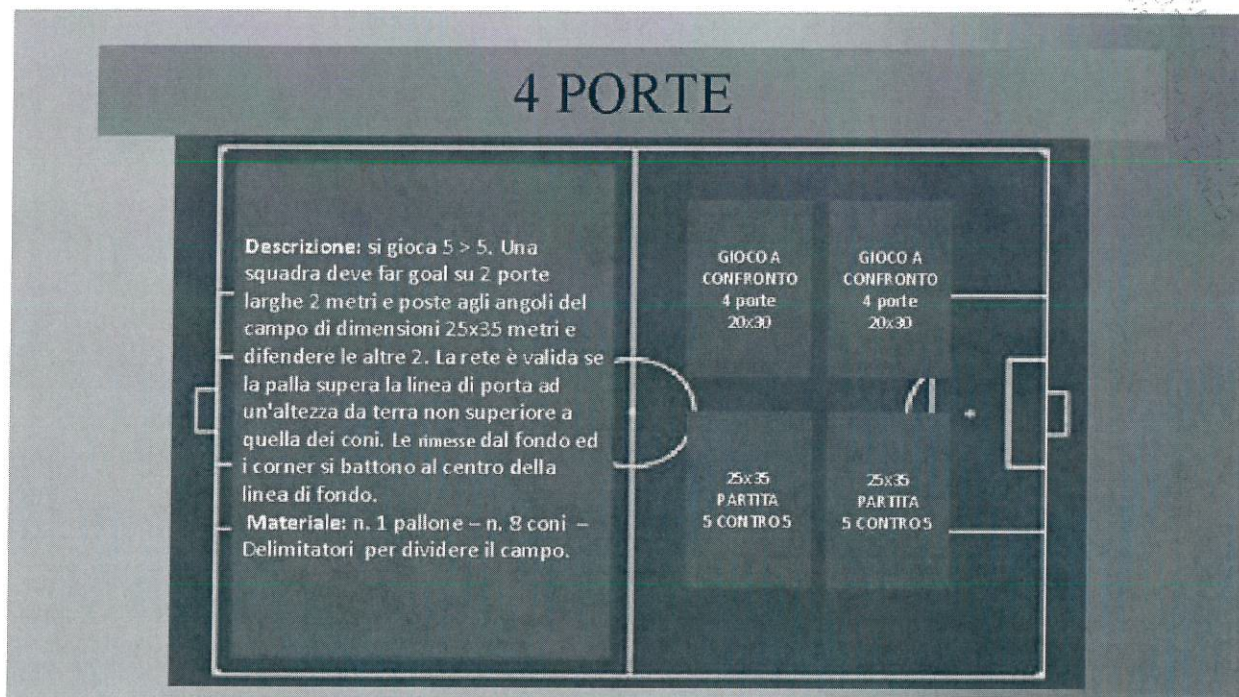 4 PORTE
Descrizione: si gioca 5 > 5. Una
squadra deve far goal su 2 porte
larghe 2 metri e poste agli angoli del
campo di dimensioni 25x35 metri e
difendere le altre 2. La rete è valida se
la palla supera la linea di porta ad
un'altezza da terra non superiore a
quella dei coni. Le rimesse dal fondo ed
i corner si battono al centro della
linea di fondo.
Materiale: n. 1 pallone – n. 8 coni –
Delimitatori per dividere il campo.
GIOCO A
CONFRONTO
4 porte
20x30
GIOCO A
CONFRONTO
4 porte
20x30
25x35
PARTITA
5 CONTRO 5
25x35
PARTITA
5 CONTRO 5